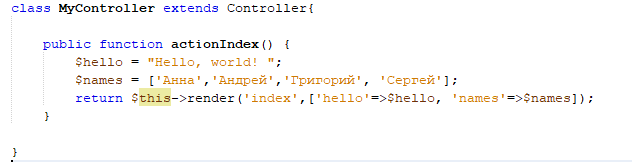 class MyController extends Controller{
public function actionIndex() {
$hello = "Hello, world! ";
$names = ['Анна','Андрей','Григорий', 'Сергей'];
return $this->render('index',['hello'=>$hello, 'names'=>$names]);
}
}